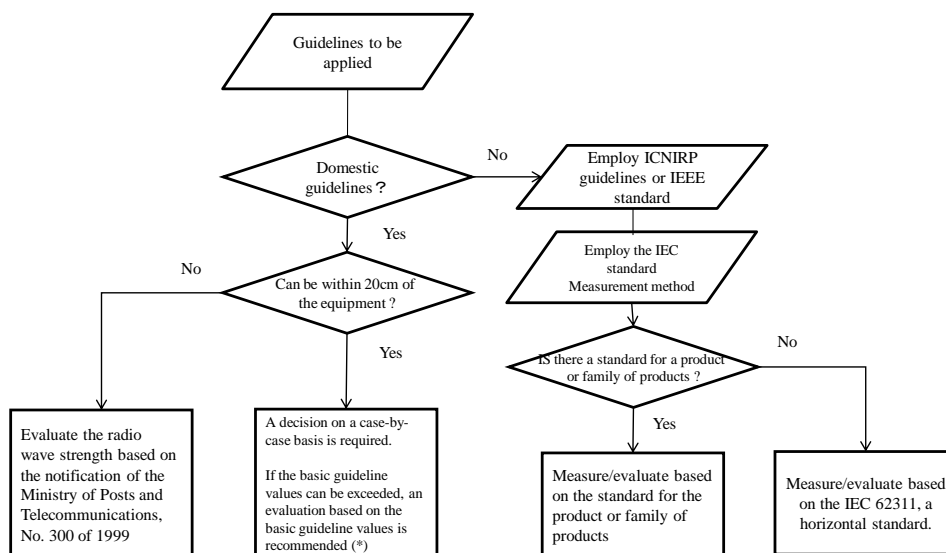 Guidelines to be
applied
Domestic
guidelines？
No
Employ ICNIRP
guidelines or IEEE
standard
Yes
Employ the IEC
standard
Measurement method
No
Can be within 20cm of
the equipment？
Yes
IS there a standard for a product
or family of products？
No
Yes
Evaluate the radio
wave strength based on
the notification of the
Ministry of Posts and
Telecommunications,
No. 300 of 1999
A decision on a case-by-
case basis is required.
If the basic guideline
values can be exceeded, an
evaluation based on the
basic guideline values is
recommended (*)
Measure/evaluate based
on the standard for the
product or family of
products
Measure/evaluate based
on the IEC 62311, a
horizontal standard.